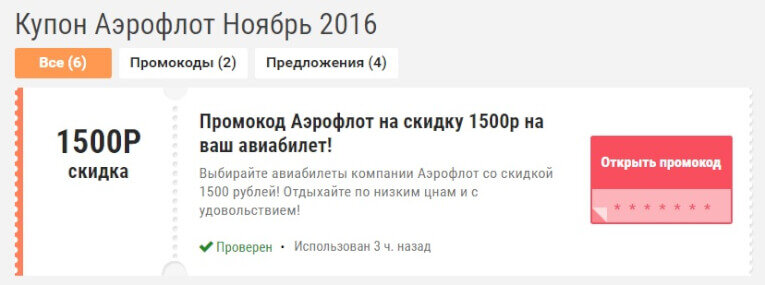 Купон Аэрофлот Ноябрь 2016
Все (6) Промокоды (2) Предложения (4)
1500Р
скидка
Промокод Аэрофлот на скидку 1500р на
ваш авиабилет!
Выбирайте авиабилеты компании Аэрофлот со скидкой
1500 рублей! Отдыхайте по низким цнам и с
удовольствием!
Проверен • Использован 3 ч. назад
Открыть промокод
* * * * * * *